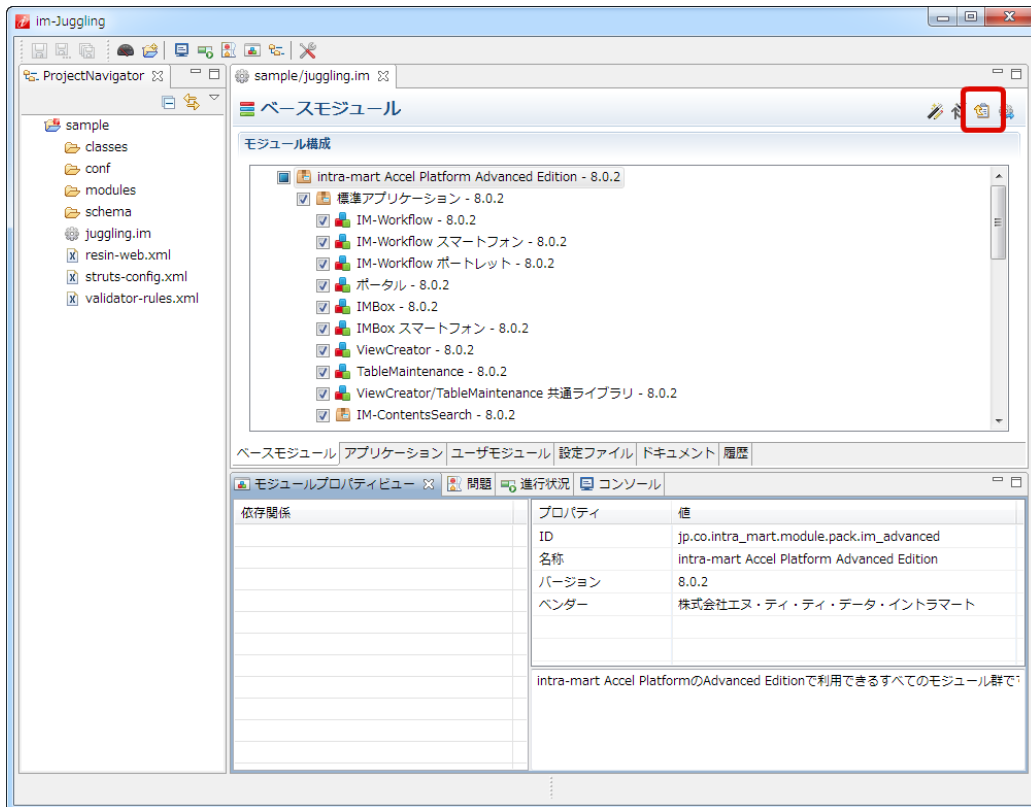 im-Juggling
ProjectNavigator
sample
classes
conf
modules
schema
juggling.im
resin-web.xml
struts-config.xml
validator-rules.xml
sample/juggling.im
ベースモジュール
モジュール構成
intra-mart Accel Platform Advanced Edition - 8.0.2
標準アプリケーション - 8.0.2
IM-Workflow - 8.0.2
IM-Workflow スマートフォン - 8.0.2
IM-Workflow ポートレット - 8.0.2
ポータル - 8.0.2
IMBox - 8.0.2
IMBox スマートフォン - 8.0.2
ViewCreator - 8.0.2
TableMaintenance - 8.0.2
ViewCreator/TableMaintenance 共通ライブラリ - 8.0.2
IM-ContentsSearch - 8.0.2
ベースモジュール アプリケーション ユーザモジュール 設定ファイル ドキュメント 履歴
モジュールプロパティビュー 問題 進行状況 コンソール
依存関係
プロパティ 値
ID jp.co.intra_mart.module.pack.im_advanced
名称 intra-mart Accel Platform Advanced Edition
バージョン 8.0.2
ベンダー 株式会社エヌ・ティ・ティ・データ・イントラマート
intra-mart Accel PlatformのAdvanced Editionで利用できるすべてのモジュール群で